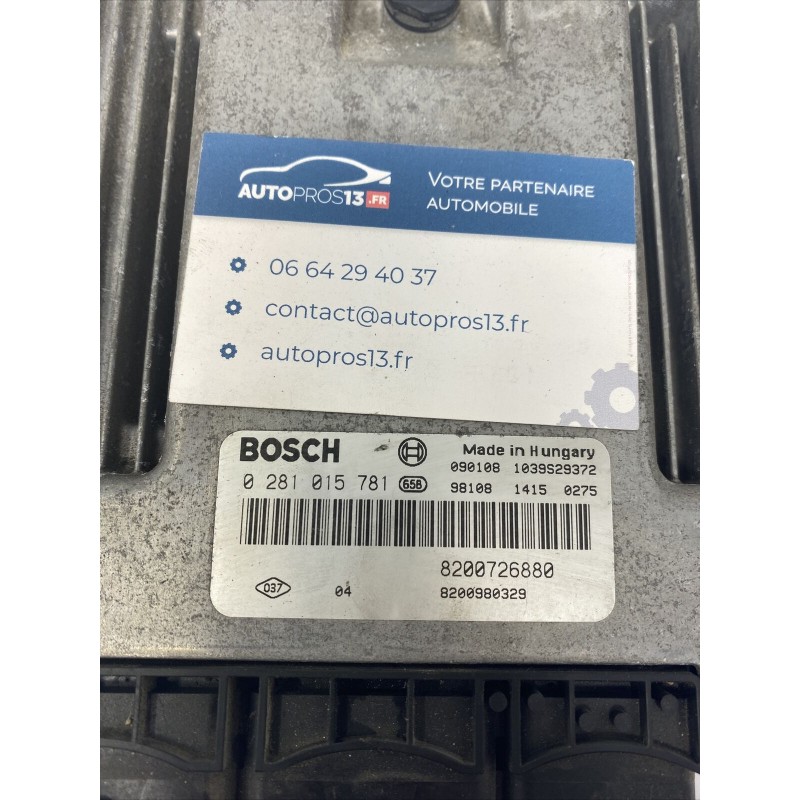 AUTOPROS13.FR
VOTRE PARTENAIRE
AUTOMOBILE
06 64 29 40 37
contact@autopros13.fr
autopros13.fr
BOSCH Made in Hungary
090108 1039S29372
0 281 015 781 658 98108 1415 0275
8200726880
037 04 8200980329